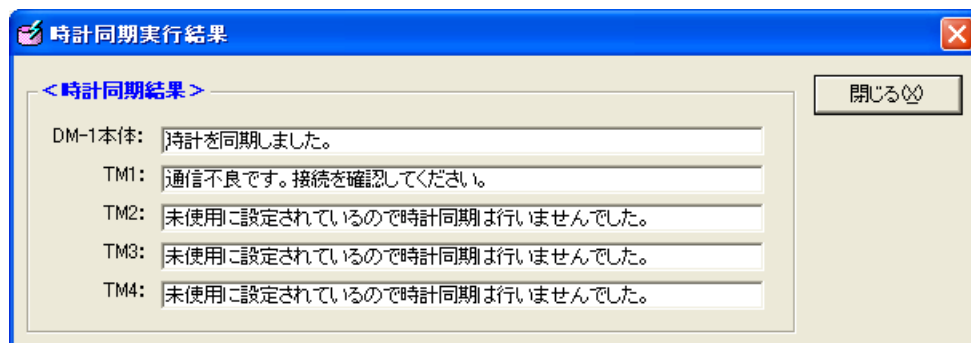 時計同期実行結果
<時計同期結果>
閉じる(X)
DM-1本体: 時計を同期しました。
TM1: 通信不良です。接続を確認してください。
TM2: 未使用に設定されているので時計同期は行いませんでした。
TM3: 未使用に設定されているので時計同期は行いませんでした。
TM4: 未使用に設定されているので時計同期は行いませんでした。